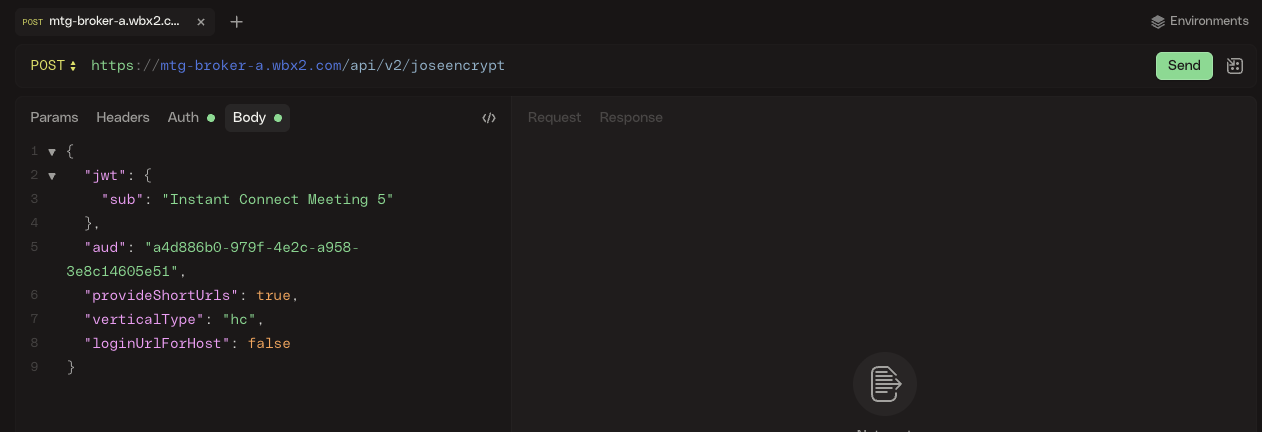 POST mtg-broker-a.wbx2.c... × +
Environments
POST https://mtg-broker-a.wbx2.com/api/v2/joseencrypt
Send
Params Headers Auth Body </>
Request Response
1 {
2 "jwt": {
3 "sub": "Instant Connect Meeting 5"
4 },
5 "aud": "a4d886b0-979f-4e2c-a958-
3e8c14605e51",
6 "provideShortUrls": true,
7 "verticalType": "hc",
8 "loginUrlForHost": false
9 }